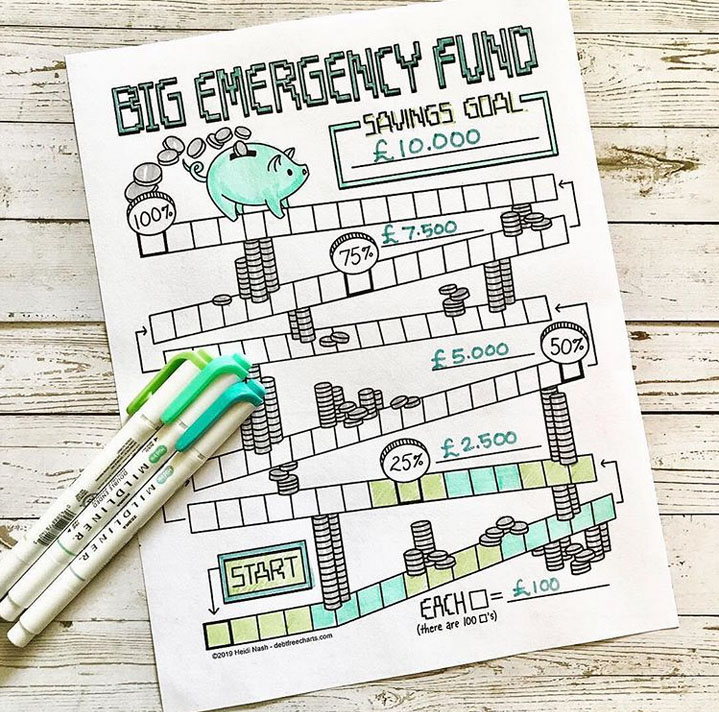 BIG EMERGENCY FUND
SAVINGS GOAL
£10.000
100%
£7.500
75%
50%
£5.000
£2.500
25%
START
EACH □= £100
(there are 100 □'s)
©2019 Heidi Nash - debtfreecharts.com
MILDLINER
MILDLINER